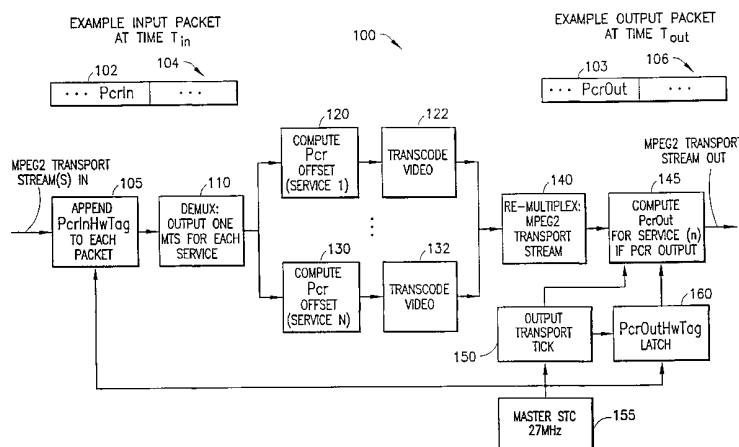 EXAMPLE INPUT PACKET
AT TIME Tin
100
EXAMPLE OUTPUT PACKET
AT TIME Tout
102
104
··· PcrIn
···
103
106
··· PcrOut
···
MPEG2 TRANSPORT
STREAM(S) IN
105
APPEND
PcrInHwTag
TO EACH
PACKET
110
DEMUX:
OUTPUT ONE
MTS FOR EACH
SERVICE
120
COMPUTE
Pcr
OFFSET
(SERVICE 1)
122
TRANSCODE
VIDEO
130
COMPUTE
Pcr
OFFSET
(SERVICE N)
132
TRANSCODE
VIDEO
140
RE-MULTIPLEX:
MPEG2
TRANSPORT
STREAM
145
COMPUTE
PcrOut
FOR SERVICE (n)
IF PCR OUTPUT
MPEG2 TRANSPORT
STREAM OUT
150
OUTPUT
TRANSPORT
TICK
160
PcrOutHwTag
LATCH
MASTER STC
27MHz
155